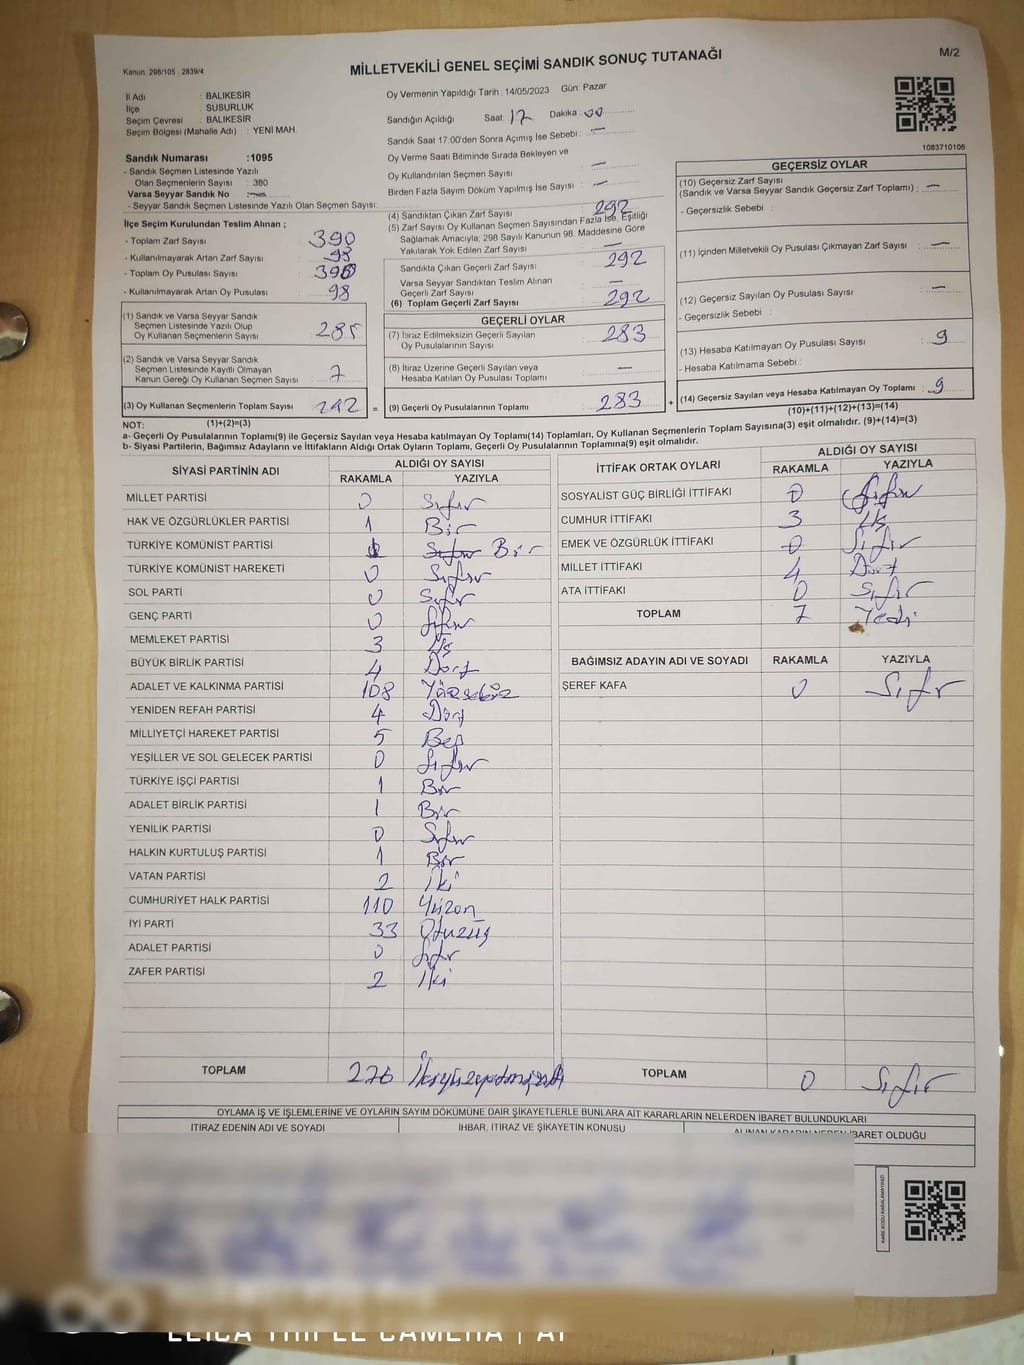 Kanun: 298/105 ; 2839/4
MİLLETVEKİLİ GENEL SEÇİMİ SANDIK SONUÇ TUTANAĞI
M/2
İl Adı : BALIKESİR
İlçe : SUSURLUK
Seçim Çevresi : BALIKESİR
Seçim Bölgesi (Mahalle Adı) : YENİ MAH.
Sandık Numarası :1095
- Sandık Seçmen Listesinde Yazılı
Olan Seçmenlerin Sayısı : 380
Varsa Seyyar Sandık No —
- Seyyar Sandık Seçmen Listesinde Yazılı Olan Seçmen Sayısı:
Oy Vermenin Yapıldığı Tarih : 14/05/2023 Gün: Pazar
Sandığın Açıldığı Saat: 17 Dakika: 00
Sandık Saat 17:00'den Sonra Açımış İse Sebebi : —
Oy Verme Saati Bitiminde Sırada Bekleyen ve
Oy Kullandırılan Seçmen Sayısı —
Birden Fazla Sayım Döküm Yapılmış İse Sayısı : —
1083710106
İlçe Seçim Kurulundan Teslim Alınan ;
- Toplam Zarf Sayısı 390
- Kullanılmayarak Artan Zarf Sayısı 98
- Toplam Oy Pusulası Sayısı 390
- Kullanılmayarak Artan Oy Pusulası 98
(1) Sandık ve Varsa Seyyar Sandık
Seçmen Listesinde Yazılı Olup
Oy Kullanan Seçmenlerin Sayısı 285
(2) Sandık ve Varsa Seyyar Sandık
Seçmen Listesinde Kayıtlı Olmayan
Kanun Gereği Oy Kullanan Seçmen Sayısı 7
(3) Oy Kullanan Seçmenlerin Toplam Sayısı 292 =
(1)+(2)=(3)
(4) Sandıktan Çıkan Zarf Sayısı 292
(5) Zarf Sayısı Oy Kullanan Seçmen Sayısından Fazla İse, Eşitliği
Sağlamak Amacıyla; 298 Sayılı Kanunun 98. Maddesine Göre
Yakılarak Yok Edilen Zarf Sayısı —
Sandıkta Çıkan Geçerli Zarf Sayısı 292
Varsa Seyyar Sandıktan Teslim Alınan
Geçerli Zarf Sayısı —
(6) Toplam Geçerli Zarf Sayısı 292
GEÇERLİ OYLAR
(7) İtiraz Edilmeksizin Geçerli Sayılan
Oy Pusulalarının Sayısı 283
(8) İtiraz Üzerine Geçerli Sayılan veya
Hesaba Katılan Oy Pusulası Toplamı —
(9) Geçerli Oy Pusulalarının Toplamı 283 +
GEÇERSİZ OYLAR
(10) Geçersiz Zarf Sayısı
(Sandık ve Varsa Seyyar Sandık Geçersiz Zarf Toplamı) : —
- Geçersizlik Sebebi :
(11) İçinden Milletvekili Oy Pusulası Çıkmayan Zarf Sayısı —
(12) Geçersiz Sayılan Oy Pusulası Sayısı —
- Geçersizlik Sebebi :
(13) Hesaba Katılmayan Oy Pusulası Sayısı 9
- Hesaba Katılmama Sebebi :
(14) Geçersiz Sayılan veya Hesaba Katılmayan Oy Toplamı 9
(10)+(11)+(12)+(13)=(14)
NOT:
a- Geçerli Oy Pusulalarının Toplamı(9) ile Geçersiz Sayılan veya Hesaba katılmayan Oy Toplamı(14) Toplamları, Oy Kullanan Seçmenlerin Toplam Sayısına(3) eşit olmalıdır. (9)+(14)=(3)
b- Siyasi Partilerin, Bağımsız Adayların ve İttifakların Aldığı Ortak Oyların Toplamı, Geçerli Oy Pusulalarının Toplamına(9) eşit olmalıdır.
SİYASİ PARTİNİN ADI ALDIĞI OY SAYISI
RAKAMLA YAZIYLA
MİLLET PARTİSİ 0 Sıfır
HAK VE ÖZGÜRLÜKLER PARTİSİ 1 Bir
TÜRKİYE KOMÜNİST PARTİSİ 1 Sıfır Bir
TÜRKİYE KOMÜNİST HAREKETİ 0 Sıfır
SOL PARTİ 0 Sıfır
GENÇ PARTİ 0 Sıfır
MEMLEKET PARTİSİ 3 Üç
BÜYÜK BİRLİK PARTİSİ 4 Dört
ADALET VE KALKINMA PARTİSİ 108 Yüzsekiz
YENİDEN REFAH PARTİSİ 4 Dört
MİLLİYETÇİ HAREKET PARTİSİ 5 Beş
YEŞİLLER VE SOL GELECEK PARTİSİ 0 Sıfır
TÜRKİYE İŞÇİ PARTİSİ 1 Bir
ADALET BİRLİK PARTİSİ 1 Bir
YENİLİK PARTİSİ 0 Sıfır
HALKIN KURTULUŞ PARTİSİ 1 Bir
VATAN PARTİSİ 2 İki
CUMHURİYET HALK PARTİSİ 110 Yüzon
İYİ PARTİ 33 Otuzüç
ADALET PARTİSİ 0 Sıfır
ZAFER PARTİSİ 2 İki
TOPLAM 276 İkiyüzyetmişaltı
İTTİFAK ORTAK OYLARI ALDIĞI OY SAYISI
RAKAMLA YAZIYLA
SOSYALİST GÜÇ BİRLİĞİ İTTİFAKI 0 Sıfır
CUMHUR İTTİFAKI 3 Üç
EMEK VE ÖZGÜRLÜK İTTİFAKI 0 Sıfır
MİLLET İTTİFAKI 4 Dört
ATA İTTİFAKI 0 Sıfır
TOPLAM 7 Yedi
BAĞIMSIZ ADAYIN ADI VE SOYADI RAKAMLA YAZIYLA
ŞEREF KAFA 0 Sıfır
TOPLAM 0 Sıfır
OYLAMA İŞ VE İŞLEMLERİNE VE OYLARIN SAYIM DÖKÜMÜNE DAİR ŞİKAYETLERLE BUNLARA AİT KARARLARIN NELERDEN İBARET BULUNDUKLARI
İTİRAZ EDENİN ADI VE SOYADI İHBAR, İTİRAZ VE ŞİKAYETİN KONUSU ALINAN KARARIN NEDEN İBARET OLDUĞU
KARE KODU KARALAMAYINIZ!
LEICA TRIPLE CAMERA | AI